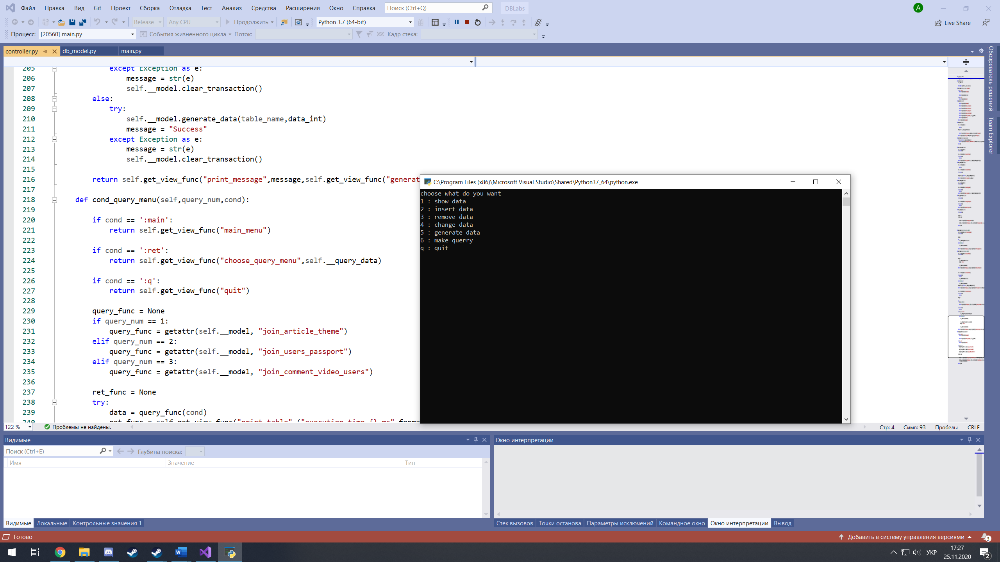 Файл Правка Вид Git Проект Сборка Отладка Тест Анализ Средства Расширения Окно Справка Поиск (Ctrl+Q) DBLabs A
Release Any CPU Продолжить Python 3.7 (64-bit) Live Share
Процесс: [20560] main.py События жизненного цикла Поток: Кадр стека:
controller.py db_model.py main.py
205 except Exception as e:
206 message = str(e)
207 self.__model.clear_transaction()
208 else:
209 try:
210 self.__model.generate_data(table_name,data_int)
211 message = "Success"
212 except Exception as e:
213 message = str(e)
214 self.__model.clear_transaction()
215
216 return self.get_view_func("print_message",message,self.get_view_func("generat
217
218 def cond_query_menu(self,query_num,cond):
219
220 if cond == ':main':
221 return self.get_view_func("main_menu")
222
223 if cond == ':ret':
224 return self.get_view_func("choose_query_menu",self.__query_data)
225
226 if cond == ':q':
227 return self.get_view_func("quit")
228
229 query_func = None
230 if query_num == 1:
231 query_func = getattr(self.__model, "join_article_theme")
232 elif query_num == 2:
233 query_func = getattr(self.__model, "join_users_passport")
234 elif query_num == 3:
235 query_func = getattr(self.__model, "join_comment_video_users")
236
237 ret_func = None
238 try:
239 data = query_func(cond)
240 ret_func = self.get_view_func("print_table",("execution time {} ms".forma
C:\Program Files (x86)\Microsoft Visual Studio\Shared\Python37_64\python.exe
choose what do you want
1 : show data
2 : insert data
3 : remove data
4 : change data
5 : generate data
6 : make querry
q : quit
Обозреватель решений
Team Explorer
122 % Проблемы не найдены. Стр: 4 Симв: 93 Пробелы CRLF
Видимые
Поиск (Ctrl+E) Глубина поиска:
Имя Значение Тип
Видимые Локальные Контрольные значения 1
Окно интерпретации
Стек вызовов Точки останова Параметры исключений Командное окно Окно интерпретации Вывод
Готово Добавить в систему управления версиями 3
УКР 17:27
25.11.2020 2